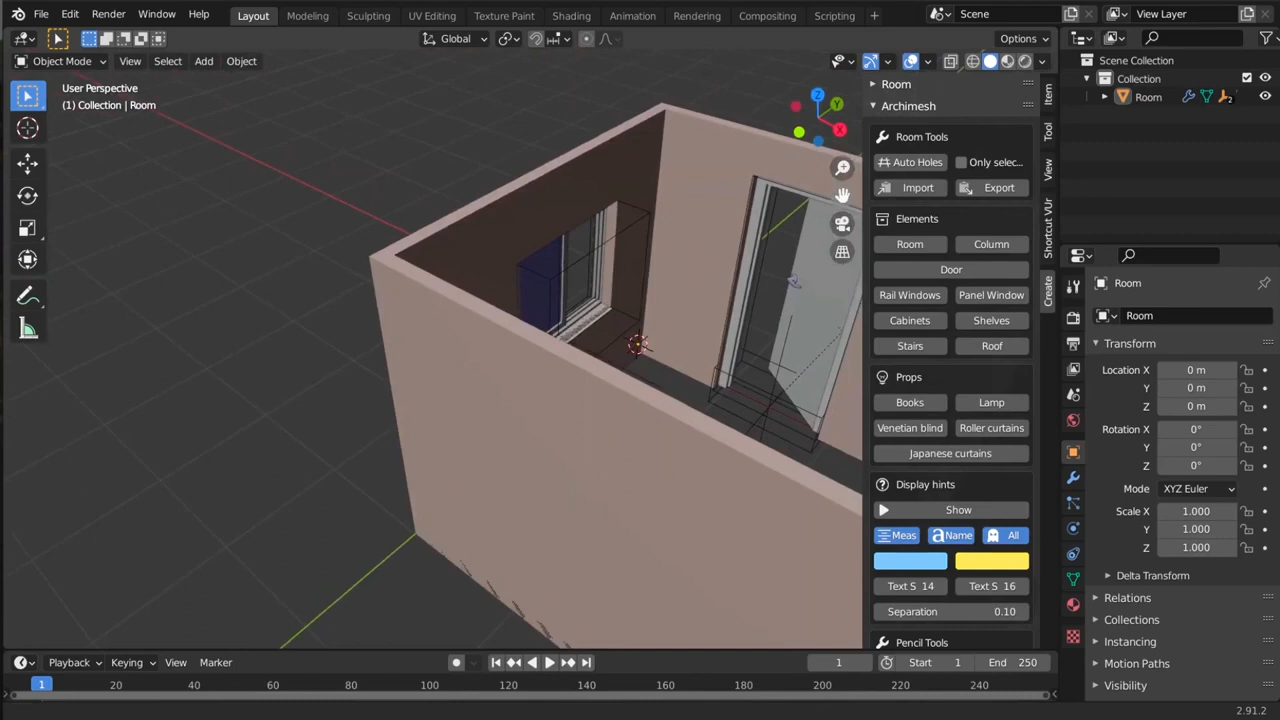 File Edit Render Window Help Layout Modeling Sculpting UV Editing Texture Paint Shading Animation Rendering Compositing Scripting + Scene View Layer
Global Options
Object Mode View Select Add Object
User Perspective
(1) Collection | Room
Z
Y
X
Room
Archimesh
Room Tools
Auto Holes Only selec...
Import Export
Elements
Room Column
Door
Rail Windows Panel Window
Cabinets Shelves
Stairs Roof
Props
Books Lamp
Venetian blind Roller curtains
Japanese curtains
Display hints
Show
Meas Name All
Text S 14 Text S 16
Separation 0.10
Pencil Tools
Item
Tool
View
Shortcut VUr
Create
Scene Collection
Collection
Room 2
Room
Room
Transform
Location X 0 m
Y 0 m
Z 0 m
Rotation X 0°
Y 0°
Z 0°
Mode XYZ Euler
Scale X 1.000
Y 1.000
Z 1.000
Delta Transform
Relations
Collections
Instancing
Motion Paths
Visibility
Playback Keying View Marker 1 Start 1 End 250
1 20 40 60 80 100 120 140 160 180 200 220 240
2.91.2